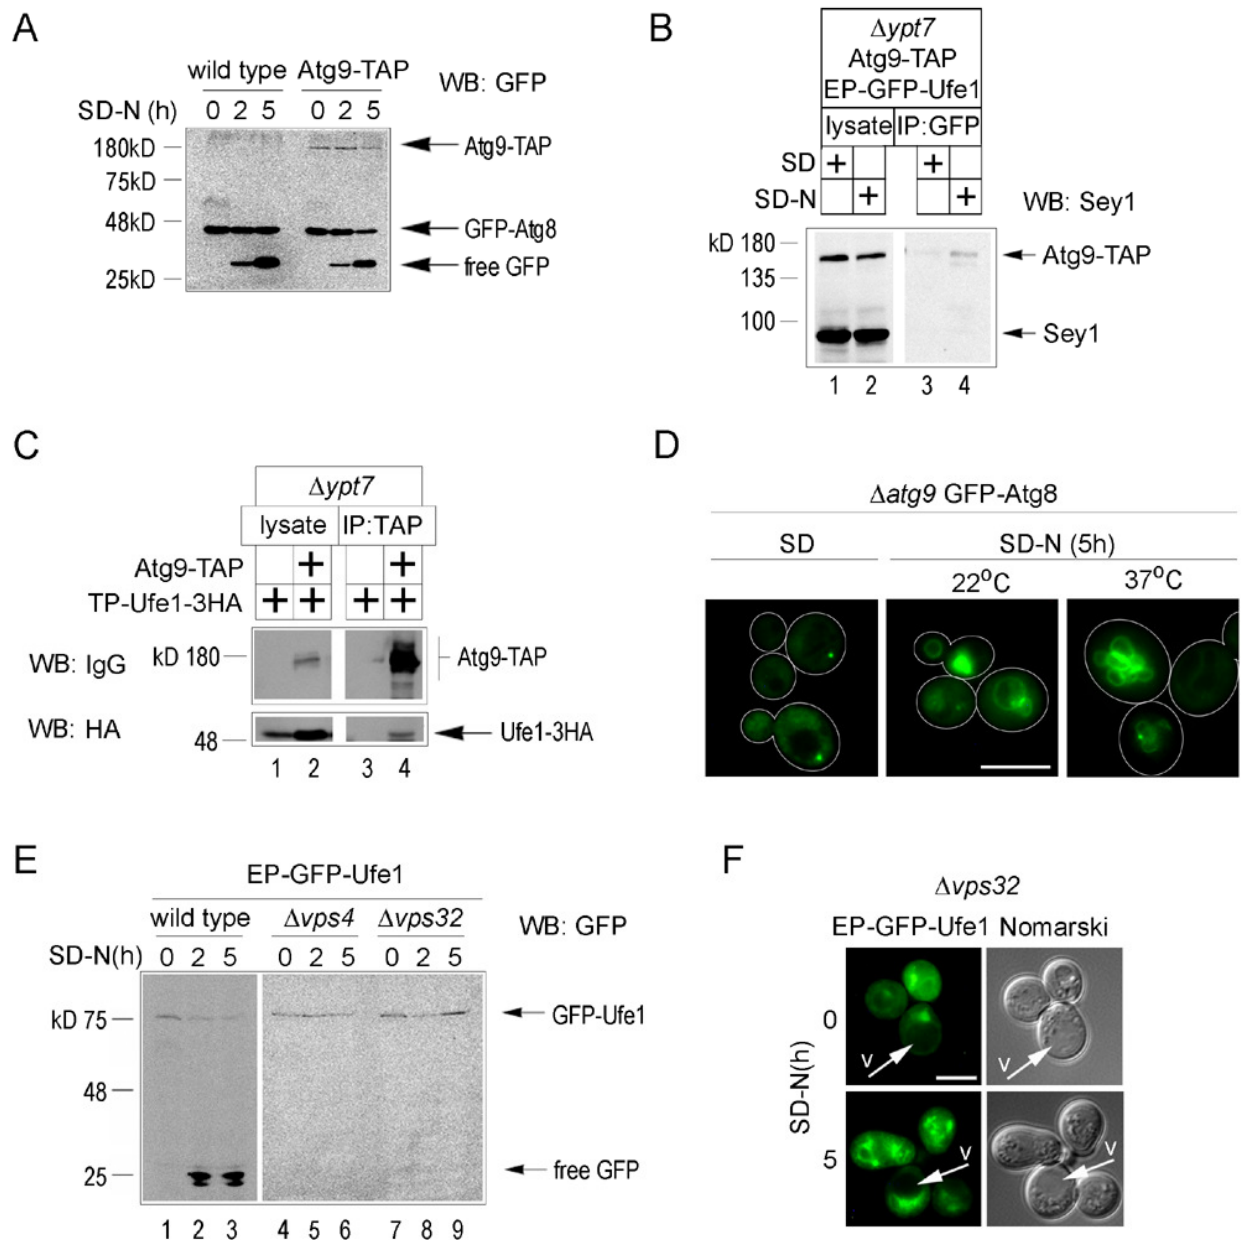 A
wild type Atg9-TAP WB: GFP
SD-N (h) 0 2 5 0 2 5
180kD
75kD
48kD
25kD
Atg9-TAP
GFP-Atg8
free GFP
B
Δypt7
Atg9-TAP
EP-GFP-Ufe1
lysate IP:GFP
SD + +
SD-N + + WB: Sey1
kD 180
135
100
Atg9-TAP
Sey1
1 2 3 4
C
Δypt7
lysate IP:TAP
Atg9-TAP + +
TP-Ufe1-3HA + + + +
WB: IgG kD 180 Atg9-TAP
WB: HA 48 Ufe1-3HA
1 2 3 4
D
Δatg9 GFP-Atg8
SD SD-N (5h)
22°C 37°C
E
EP-GFP-Ufe1
wild type Δvps4 Δvps32 WB: GFP
SD-N(h) 0 2 5 0 2 5 0 2 5
kD 75 GFP-Ufe1
48
25 free GFP
1 2 3 4 5 6 7 8 9
F
Δvps32
EP-GFP-Ufe1 Nomarski
SD-N(h)
0
v v
5
v v